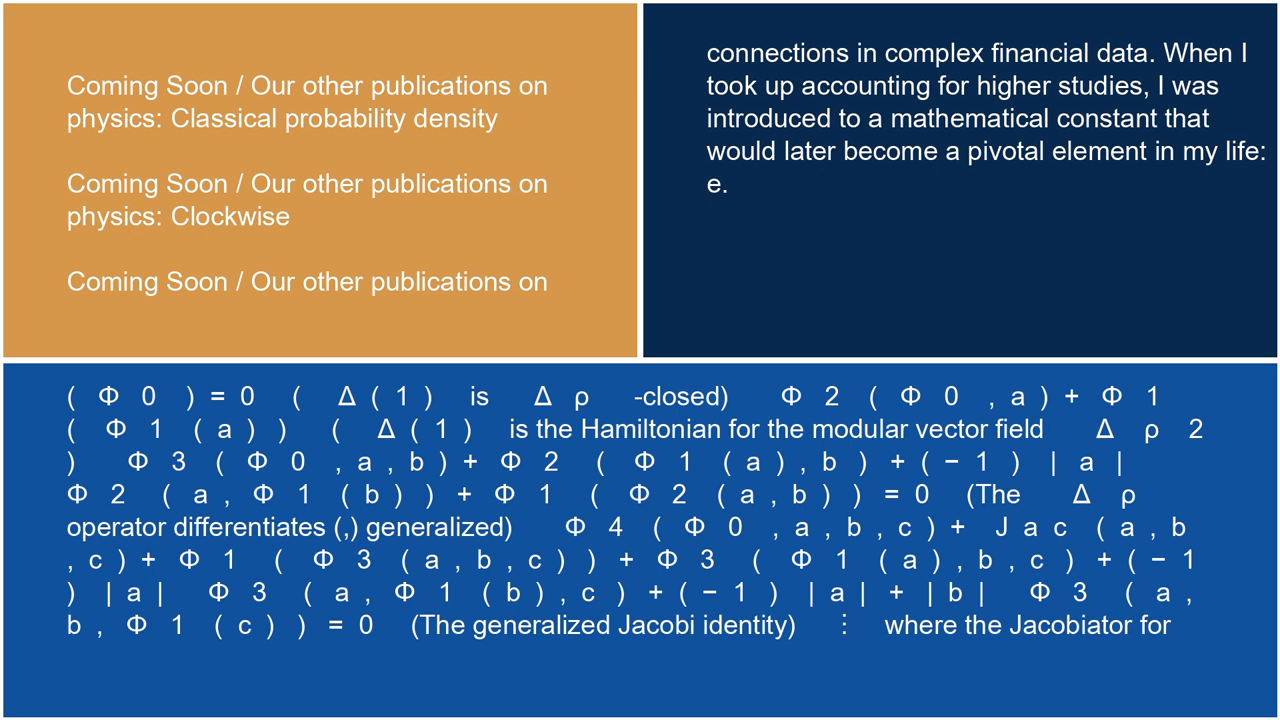 Coming Soon / Our other publications on
physics: Classical probability density
Coming Soon / Our other publications on
physics: Clockwise
Coming Soon / Our other publications on
connections in complex financial data. When I
took up accounting for higher studies, I was
introduced to a mathematical constant that
would later become a pivotal element in my life:
e.
( Φ 0 ) = 0 ( Δ ( 1 ) is Δ ρ -closed) Φ 2 ( Φ 0 , a ) + Φ 1
( Φ 1 ( a ) ) ( Δ ( 1 ) is the Hamiltonian for the modular vector field Δ ρ 2
) Φ 3 ( Φ 0 , a , b ) + Φ 2 ( Φ 1 ( a ) , b ) + ( − 1 ) | a |
Φ 2 ( a , Φ 1 ( b ) ) + Φ 1 ( Φ 2 ( a , b ) ) = 0 (The Δ ρ
operator differentiates (,) generalized) Φ 4 ( Φ 0 , a , b , c ) + J a c ( a , b
, c ) + Φ 1 ( Φ 3 ( a , b , c ) ) + Φ 3 ( Φ 1 ( a ) , b , c ) + ( − 1
) | a | Φ 3 ( a , Φ 1 ( b ) , c ) + ( − 1 ) | a | + | b | Φ 3 ( a ,
b , Φ 1 ( c ) ) = 0 (The generalized Jacobi identity) ⋮ where the Jacobiator for